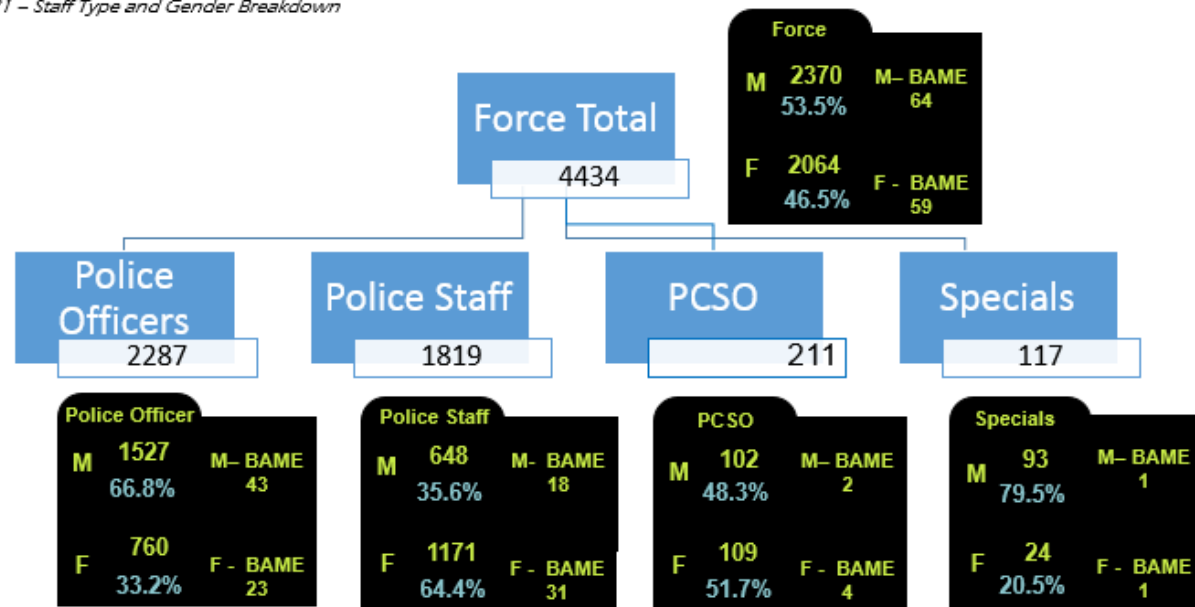 1 – Staff Type and Gender Breakdown
Force
M 2370 M– BAME
53.5% 64
F 2064 F - BAME
46.5% 59
Force Total
4434
Police
Officers
2287
Police Staff
1819
PCSO
211
Specials
117
Police Officer
M 1527 M– BAME
66.8% 43
F 760 F - BAME
33.2% 23
Police Staff
M 648 M- BAME
35.6% 18
F 1171 F - BAME
64.4% 31
PCSO
M 102 M– BAME
48.3% 2
F 109 F - BAME
51.7% 4
Specials
M 93 M– BAME
79.5% 1
F 24 F - BAME
20.5% 1